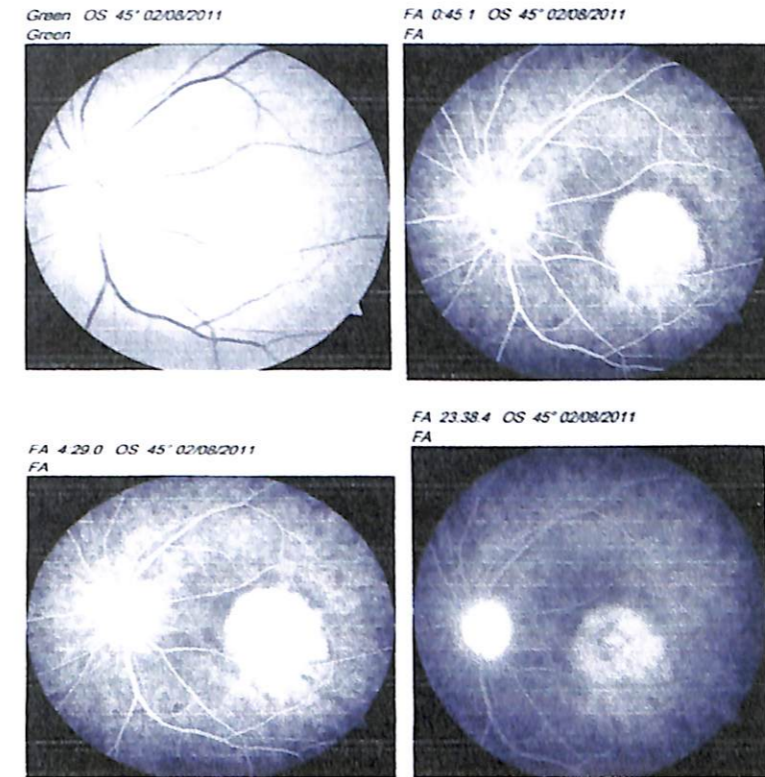 Green OS 45° 02/08/2011
Green
FA 0:45.1 OS 45° 02/08/2011
FA
FA 4.29.0 OS 45° 02/08/2011
FA
FA 23.38.4 OS 45° 02/08/2011
FA